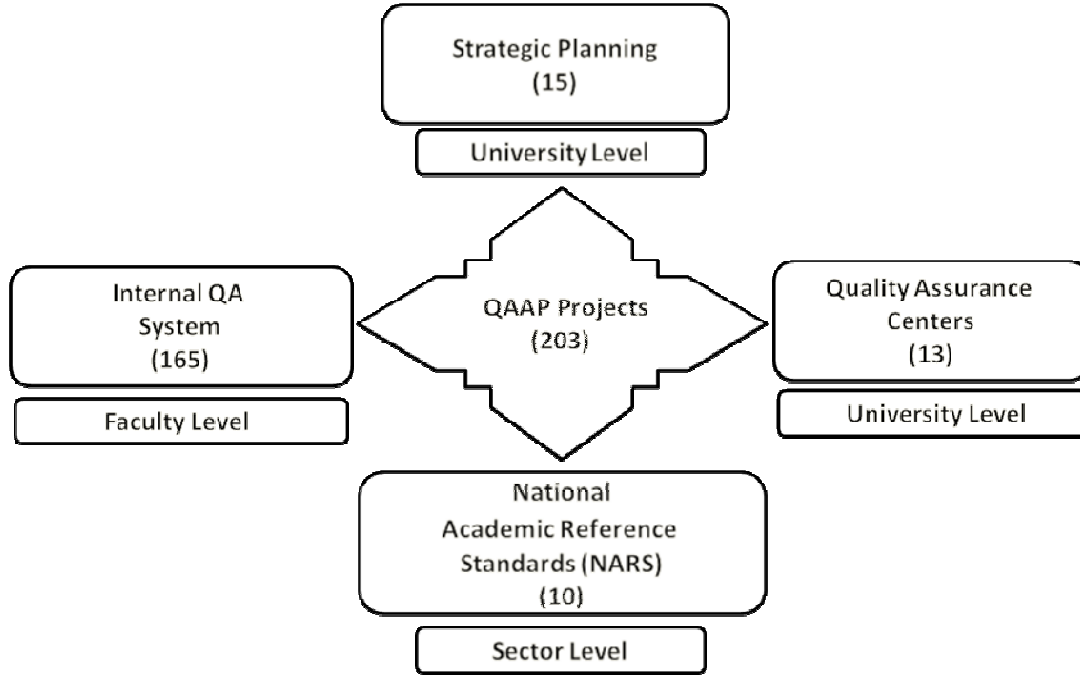 Strategic Planning
(15)
University Level
Internal QA
System
(165)
Faculty Level
QAAP Projects
(203)
Quality Assurance
Centers
(13)
University Level
National
Academic Reference
Standards (NARS)
(10)
Sector Level